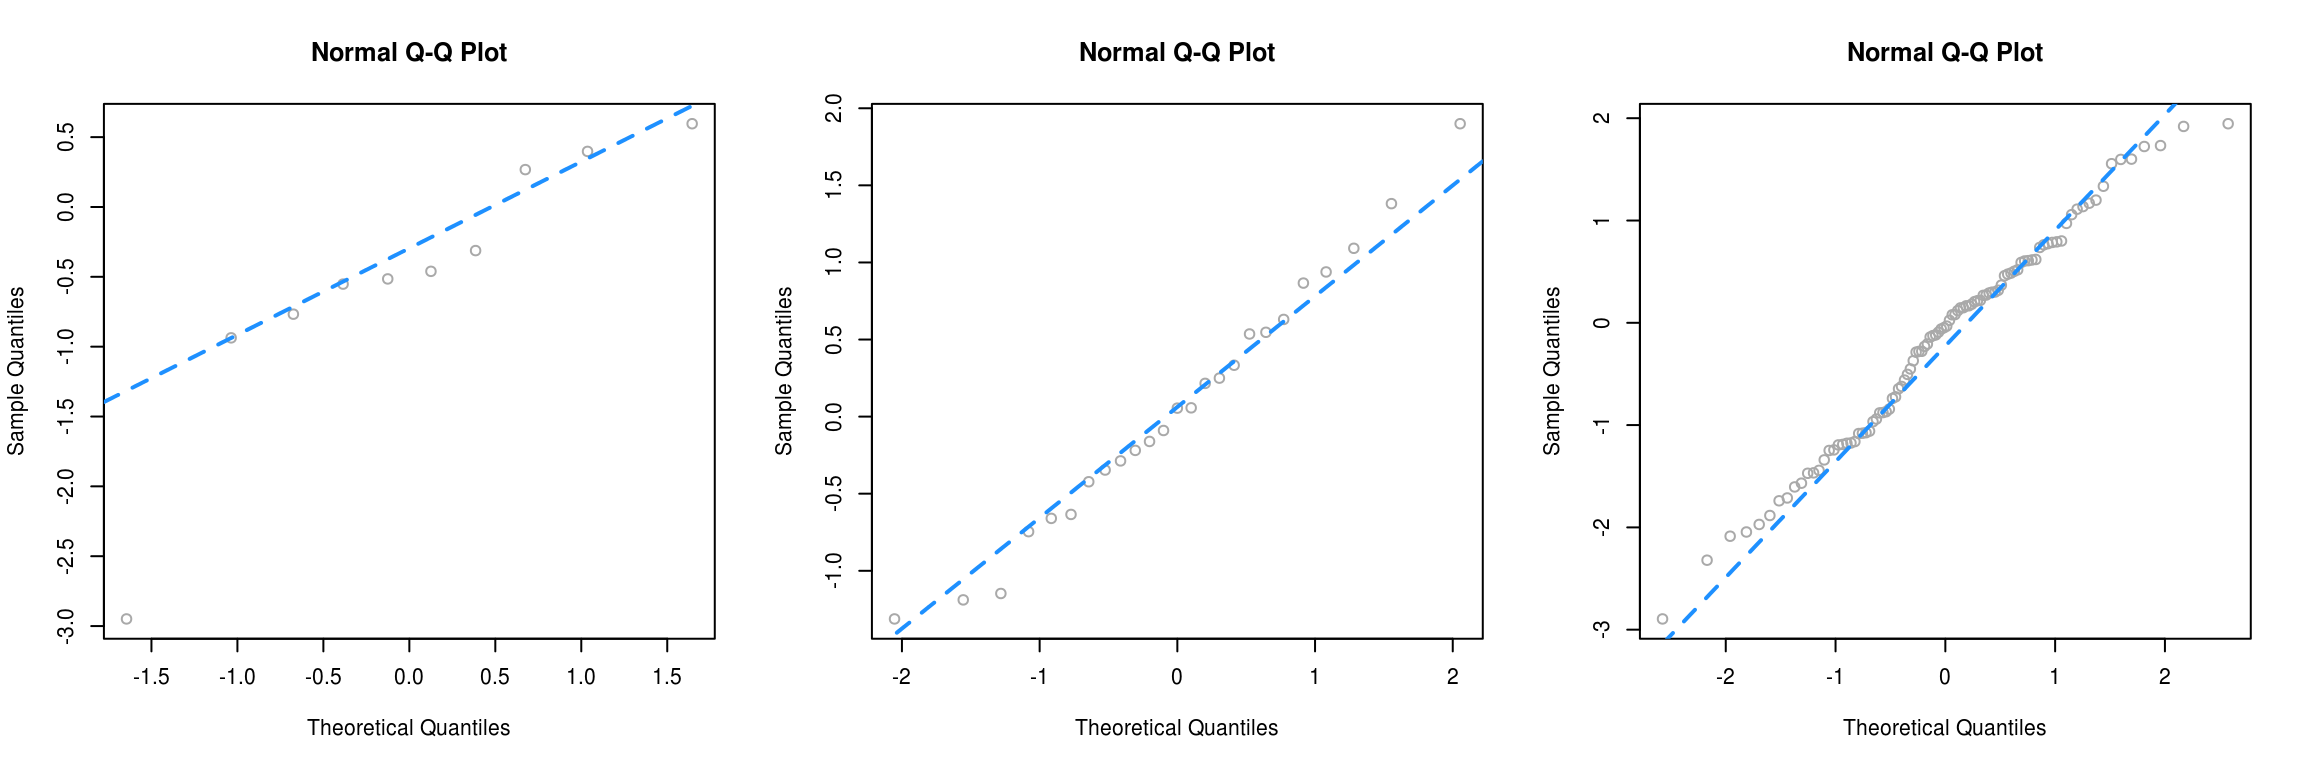 Normal Q-Q Plot
Sample Quantiles
0.5
0.0
-0.5
-1.0
-1.5
-2.0
-2.5
-3.0
-1.5 -1.0 -0.5 0.0 0.5 1.0 1.5
Theoretical Quantiles
Normal Q-Q Plot
Sample Quantiles
2.0
1.5
1.0
0.5
0.0
-0.5
-1.0
-2 -1 0 1 2
Theoretical Quantiles
Normal Q-Q Plot
Sample Quantiles
2
1
0
-1
-2
-3
-2 -1 0 1 2
Theoretical Quantiles